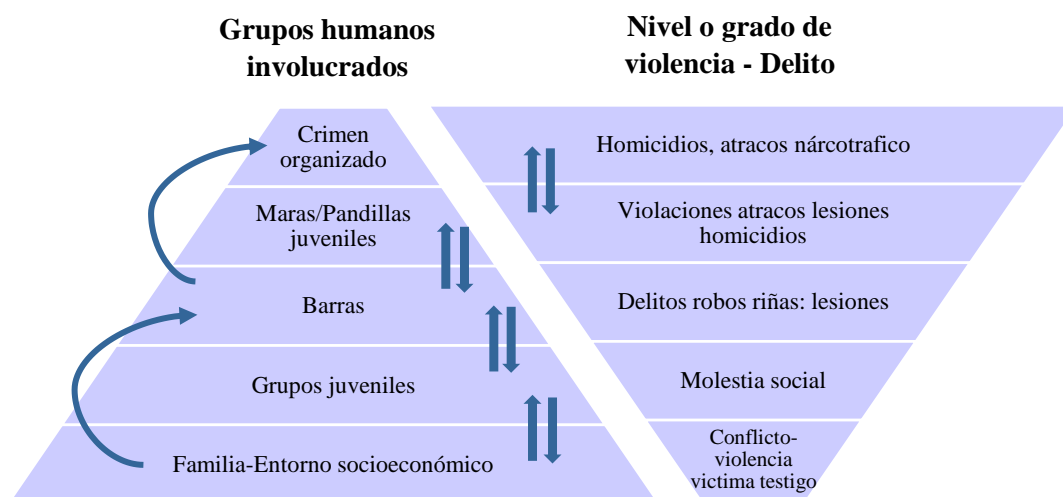 Grupos humanos
involucrados
Nivel o grado de
violencia - Delito
Crimen
organizado
Maras/Pandillas
juveniles
Barras
Grupos juveniles
Familia-Entorno socioeconómico
Homicidios, atracos nárcotrafico
Violaciones atracos lesiones
homicidios
Delitos robos riñas: lesiones
Molestia social
Conflicto-
violencia
victima testigo